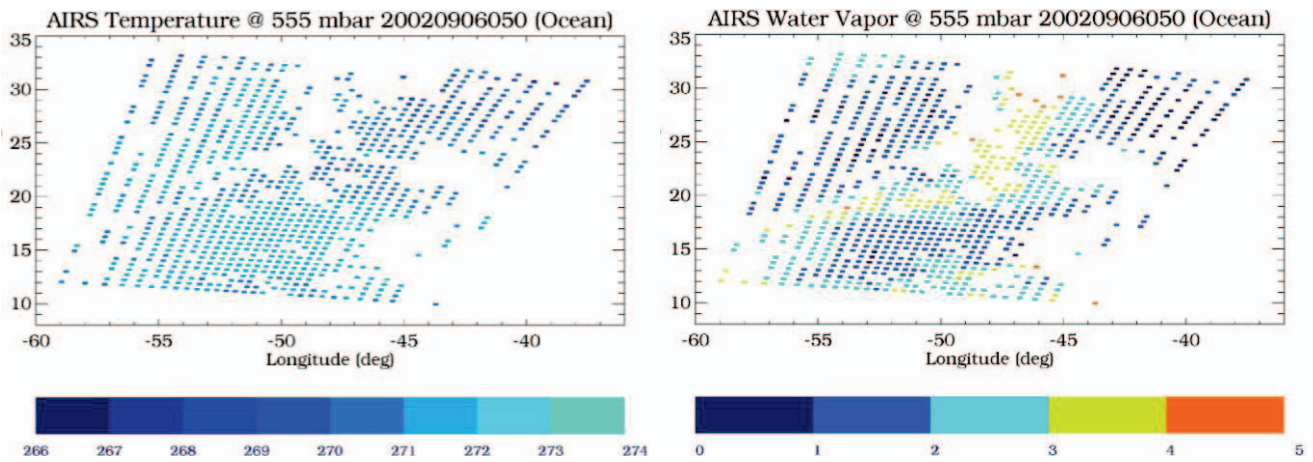 AIRS Temperature @ 555 mbar 20020906050 (Ocean)
35
30
25
20
15
10
-60 -55 -50 -45 -40
Longitude (deg)
266 267 268 269 270 271 272 273 274
AIRS Water Vapor @ 555 mbar 20020906050 (Ocean)
35
30
25
20
15
10
-60 -55 -50 -45 -40
Longitude (deg)
0 1 2 3 4 5